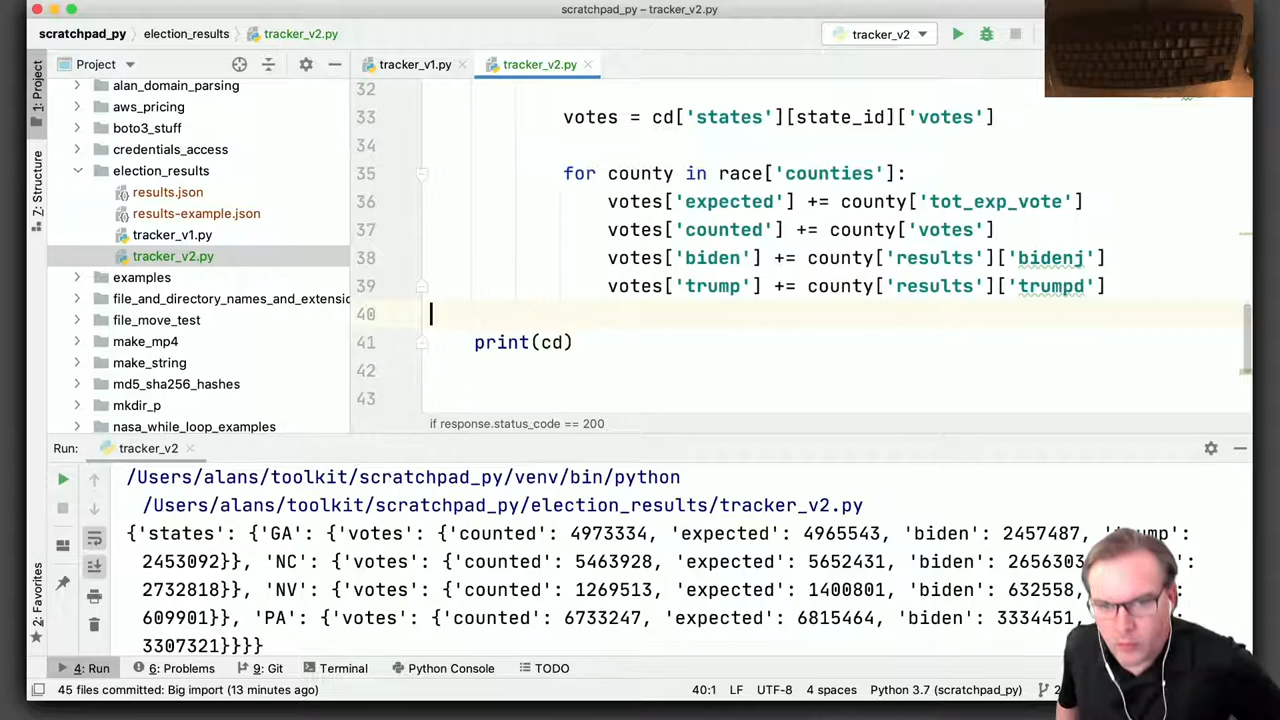 scratchpad_py – tracker_v2.py
scratchpad_py
election_results
tracker_v2.py
tracker_v2
Project
tracker_v1.py
tracker_v2.py
1: Project
Z: Structure
2: Favorites
alan_domain_parsing
aws_pricing
boto3_stuff
credentials_access
election_results
results.json
results-example.json
tracker_v1.py
tracker_v2.py
examples
file_and_directory_names_and_extensio
file_move_test
make_mp4
make_string
md5_sha256_hashes
mkdir_p
nasa_while_loop_examples
32
33 votes = cd['states'][state_id]['votes']
34
35 for county in race['counties']:
36 votes['expected'] += county['tot_exp_vote']
37 votes['counted'] += county['votes']
38 votes['biden'] += county['results']['bidenj']
39 votes['trump'] += county['results']['trumpd']
40
41 print(cd)
42
43
if response.status_code == 200
Run: tracker_v2
/Users/alans/toolkit/scratchpad_py/venv/bin/python
/Users/alans/toolkit/scratchpad_py/election_results/tracker_v2.py
{'states': {'GA': {'votes': {'counted': 4973334, 'expected': 4965543, 'biden': 2457487, 'trump':
2453092}}, 'NC': {'votes': {'counted': 5463928, 'expected': 5652431, 'biden': 2656303
2732818}}, 'NV': {'votes': {'counted': 1269513, 'expected': 1400801, 'biden': 632558,
609901}}, 'PA': {'votes': {'counted': 6733247, 'expected': 6815464, 'biden': 3334451,
3307321}}}}
4: Run
6: Problems
9: Git
Terminal
Python Console
TODO
45 files committed: Big import (13 minutes ago)
40:1
LF
UTF-8
4 spaces
Python 3.7 (scratchpad_py)